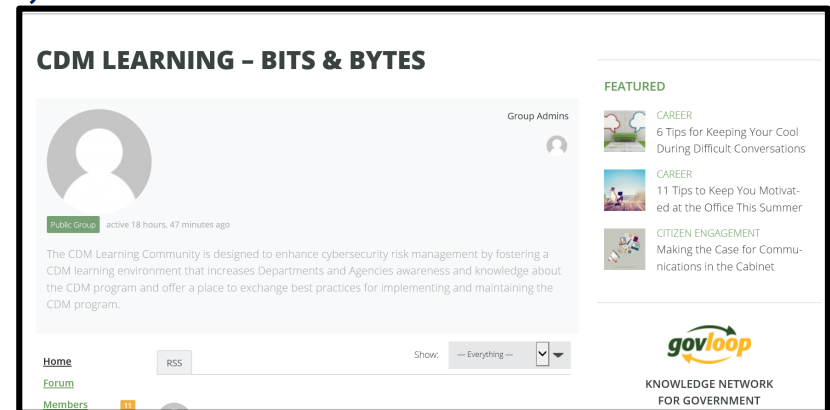 CDM LEARNING – BITS & BYTES
Group Admins
Public Group active 18 hours, 47 minutes ago
The CDM Learning Community is designed to enhance cybersecurity risk management by fostering a
CDM learning environment that increases Departments and Agencies awareness and knowledge about
the CDM program and offer a place to exchange best practices for implementing and maintaining the
CDM program.
Home
Forum
Members 11
RSS
Show: — Everything —
FEATURED
CAREER
6 Tips for Keeping Your Cool
During Difficult Conversations
CAREER
11 Tips to Keep You Motivat-
ed at the Office This Summer
CITIZEN ENGAGEMENT
Making the Case for Commu-
nications in the Cabinet
govloop
KNOWLEDGE NETWORK
FOR GOVERNMENT